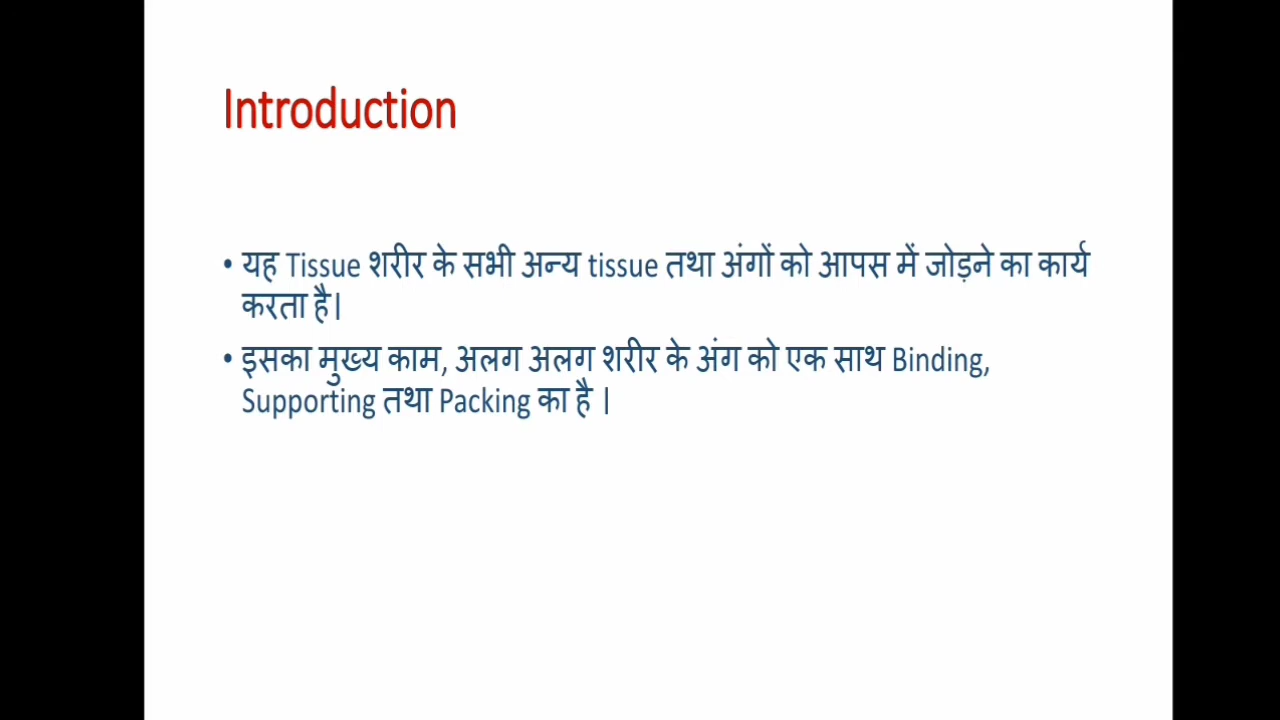 Introduction
• यह Tissue शरीर के सभी अन्य tissue तथा अंगों को आपस में जोड़ने का कार्य
करता है।
• इसका मुख्य काम, अलग अलग शरीर के अंग को एक साथ Binding,
Supporting तथा Packing का है ।